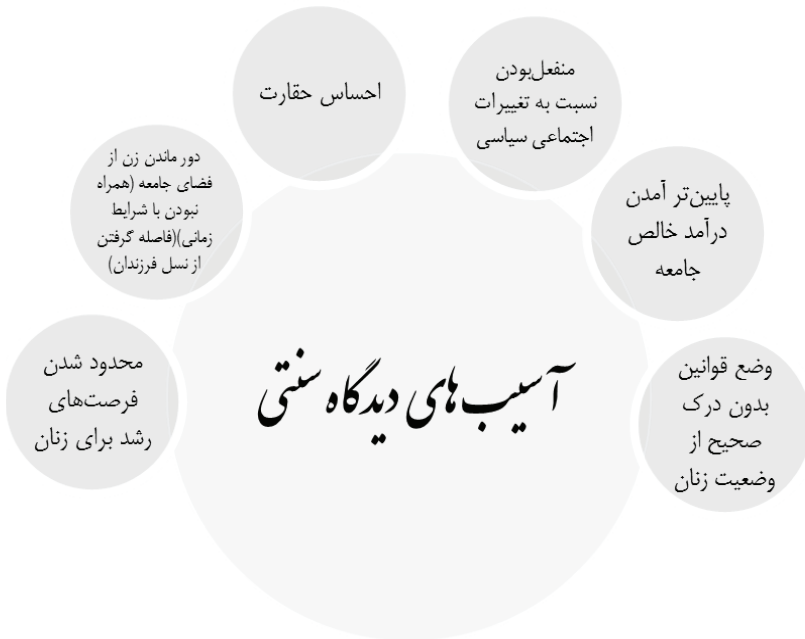 آسیب‌های دیدگاه سنتی
وضع قوانین
بدون درک
صحیح از
وضعیت زنان
پایین‌تر آمدن
درآمد خالص
جامعه
منفعل‌بودن
نسبت به تغییرات
اجتماعی سیاسی
احساس حقارت
دور ماندن زن از
فضای جامعه (همراه
نبودن با شرایط
زمانی)(فاصله گرفتن
از نسل فرزندان)
محدود شدن
فرصت‌های
رشد برای زنان